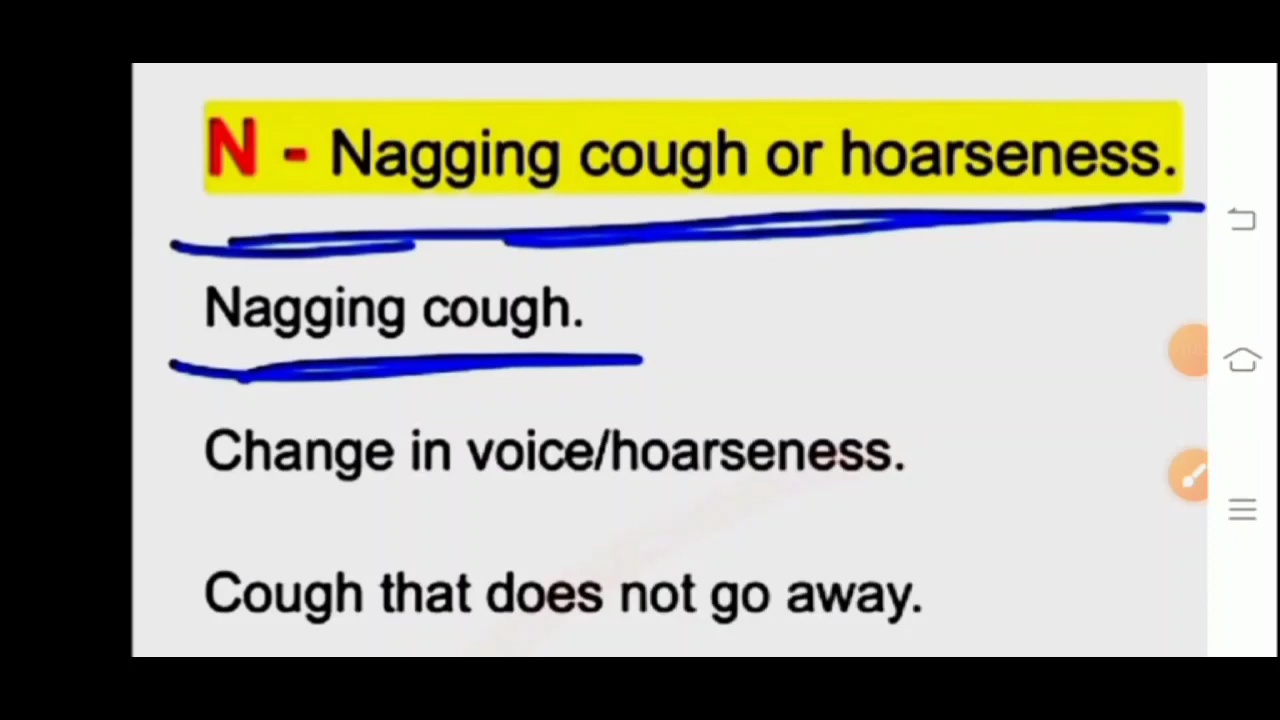 N - Nagging cough or hoarseness.
Nagging cough.
Change in voice/hoarseness.
Cough that does not go away.